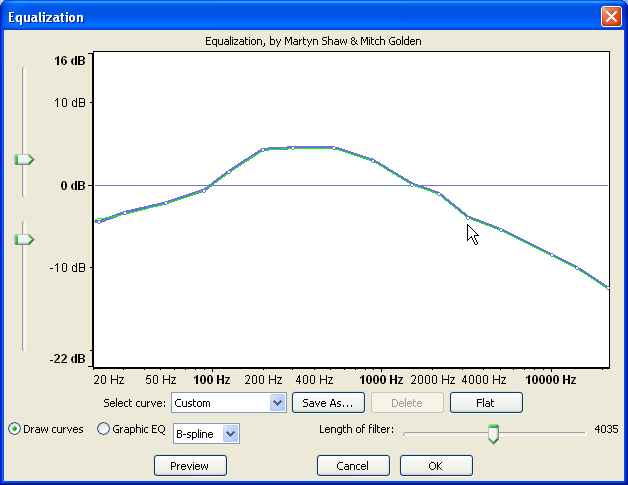 Equalization
Equalization, by Martyn Shaw & Mitch Golden
16 dB
10 dB
0 dB
-10 dB
-22 dB
20 Hz 50 Hz 100 Hz 200 Hz 400 Hz 1000 Hz 2000 Hz 4000 Hz 10000 Hz
Select curve: Custom Save As... Delete Flat
Draw curves Graphic EQ B-spline Length of filter: 4035
Preview Cancel OK